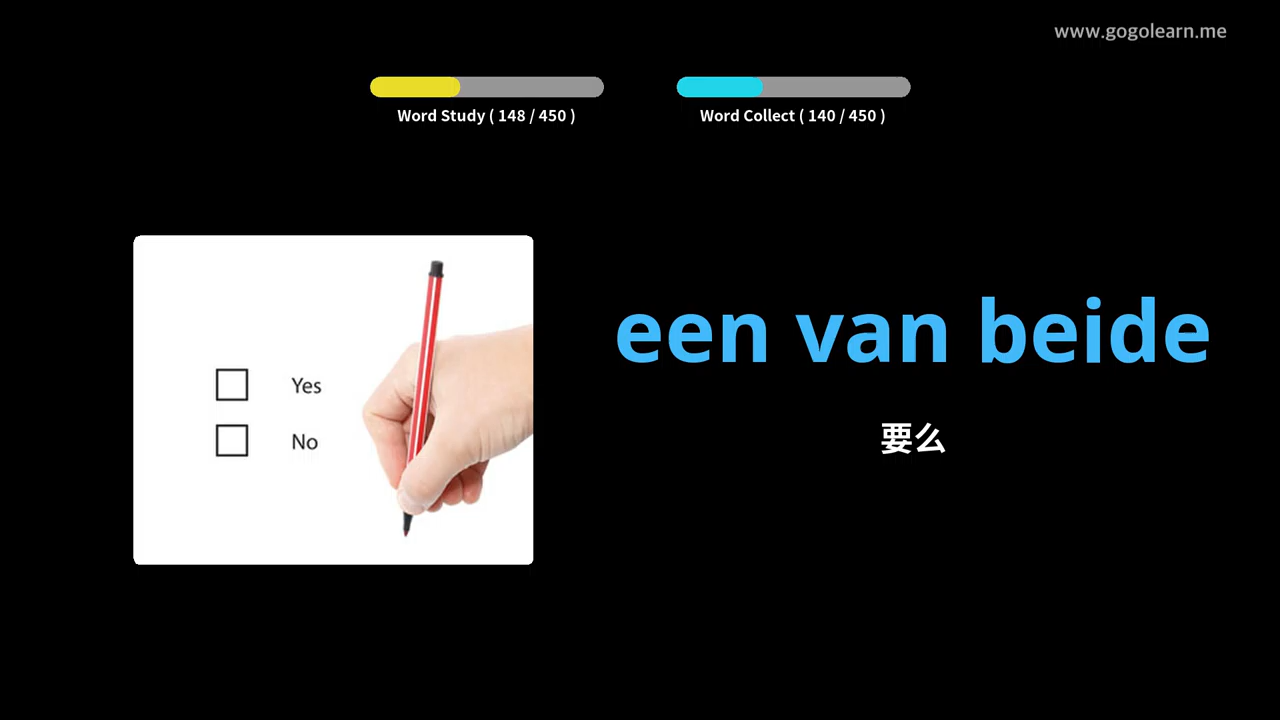 www.gogolearn.me
Word Study ( 148 / 450 )
Word Collect ( 140 / 450 )
Yes
No
een van beide
要么